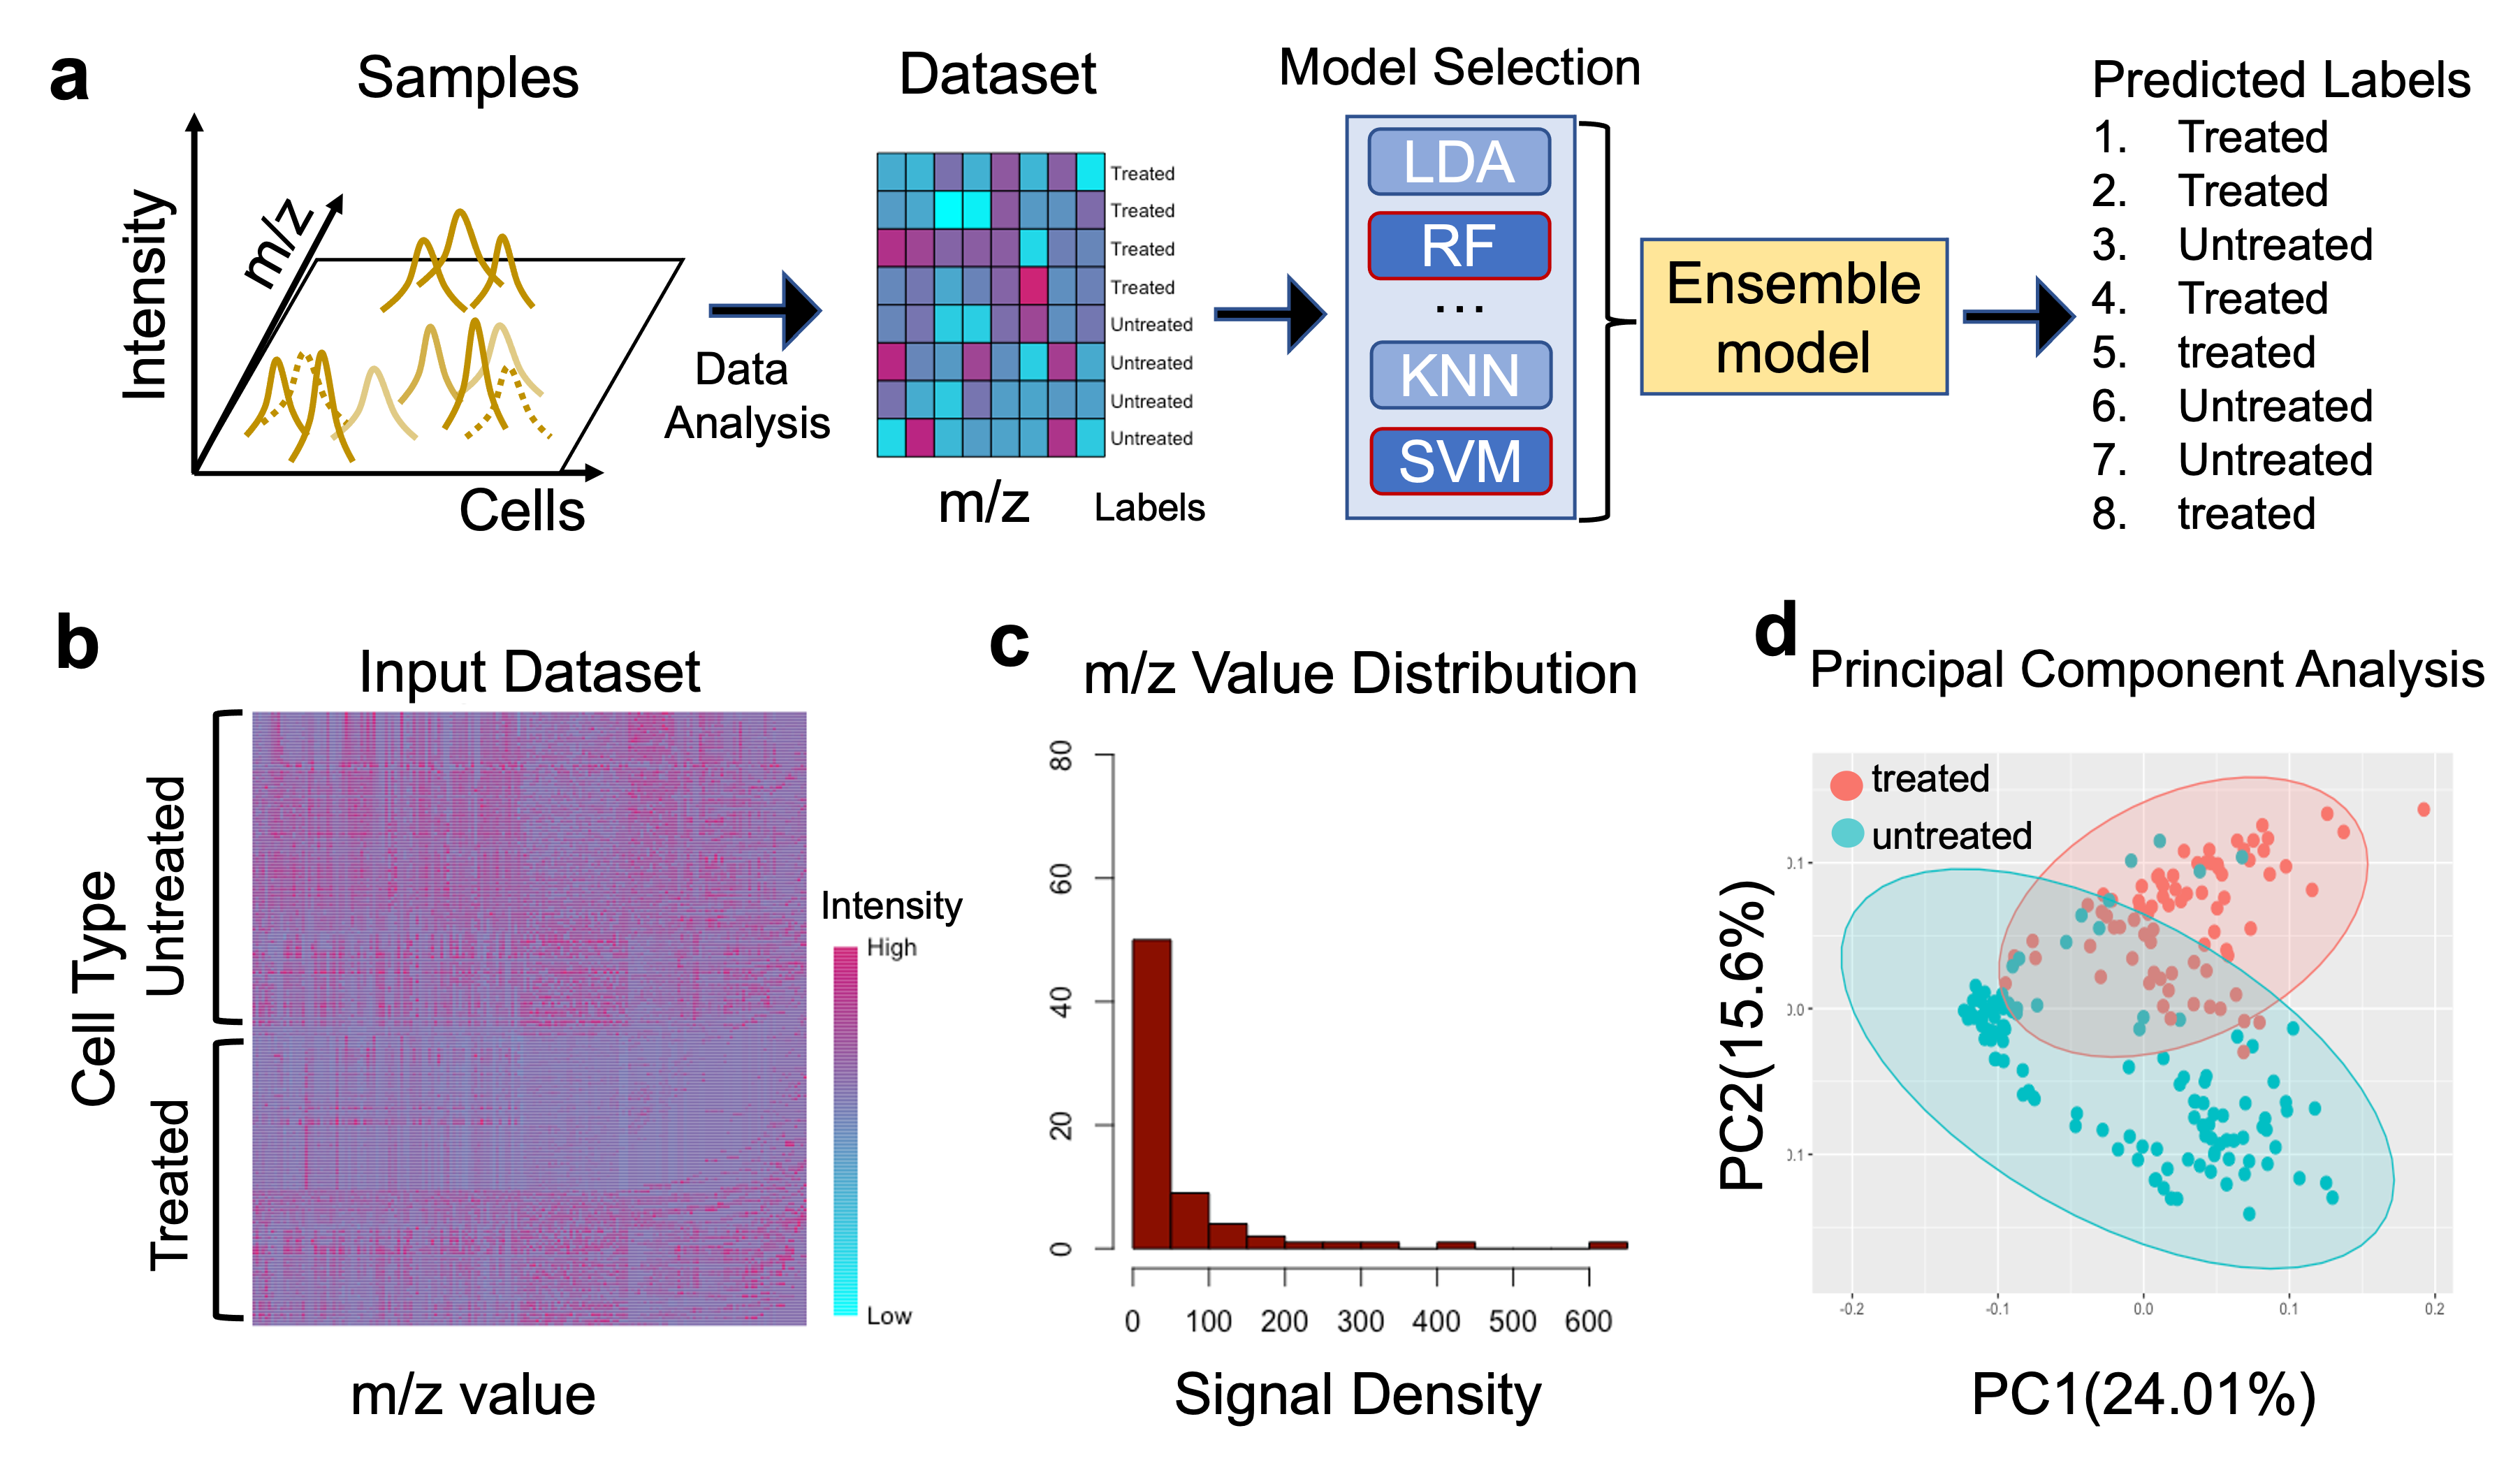 a
Samples
Intensity
m/z
Cells
Data
Analysis
Dataset
Treated
Treated
Treated
Treated
Untreated
Untreated
Untreated
Untreated
m/z
Labels
Model Selection
LDA
RF
...
KNN
SVM
Ensemble
model
Predicted Labels
1. Treated
2. Treated
3. Untreated
4. Treated
5. treated
6. Untreated
7. Untreated
8. treated
b
Input Dataset
Cell Type
Untreated
Treated
m/z value
Intensity
High
Low
c
m/z Value Distribution
80
60
40
20
0
0 100 200 300 400 500 600
Signal Density
d
Principal Component Analysis
treated
untreated
PC2(15.6%)
0.1
0.0
0.1
-0.2 -0.1 0.0 0.1 0.2
PC1(24.01%)